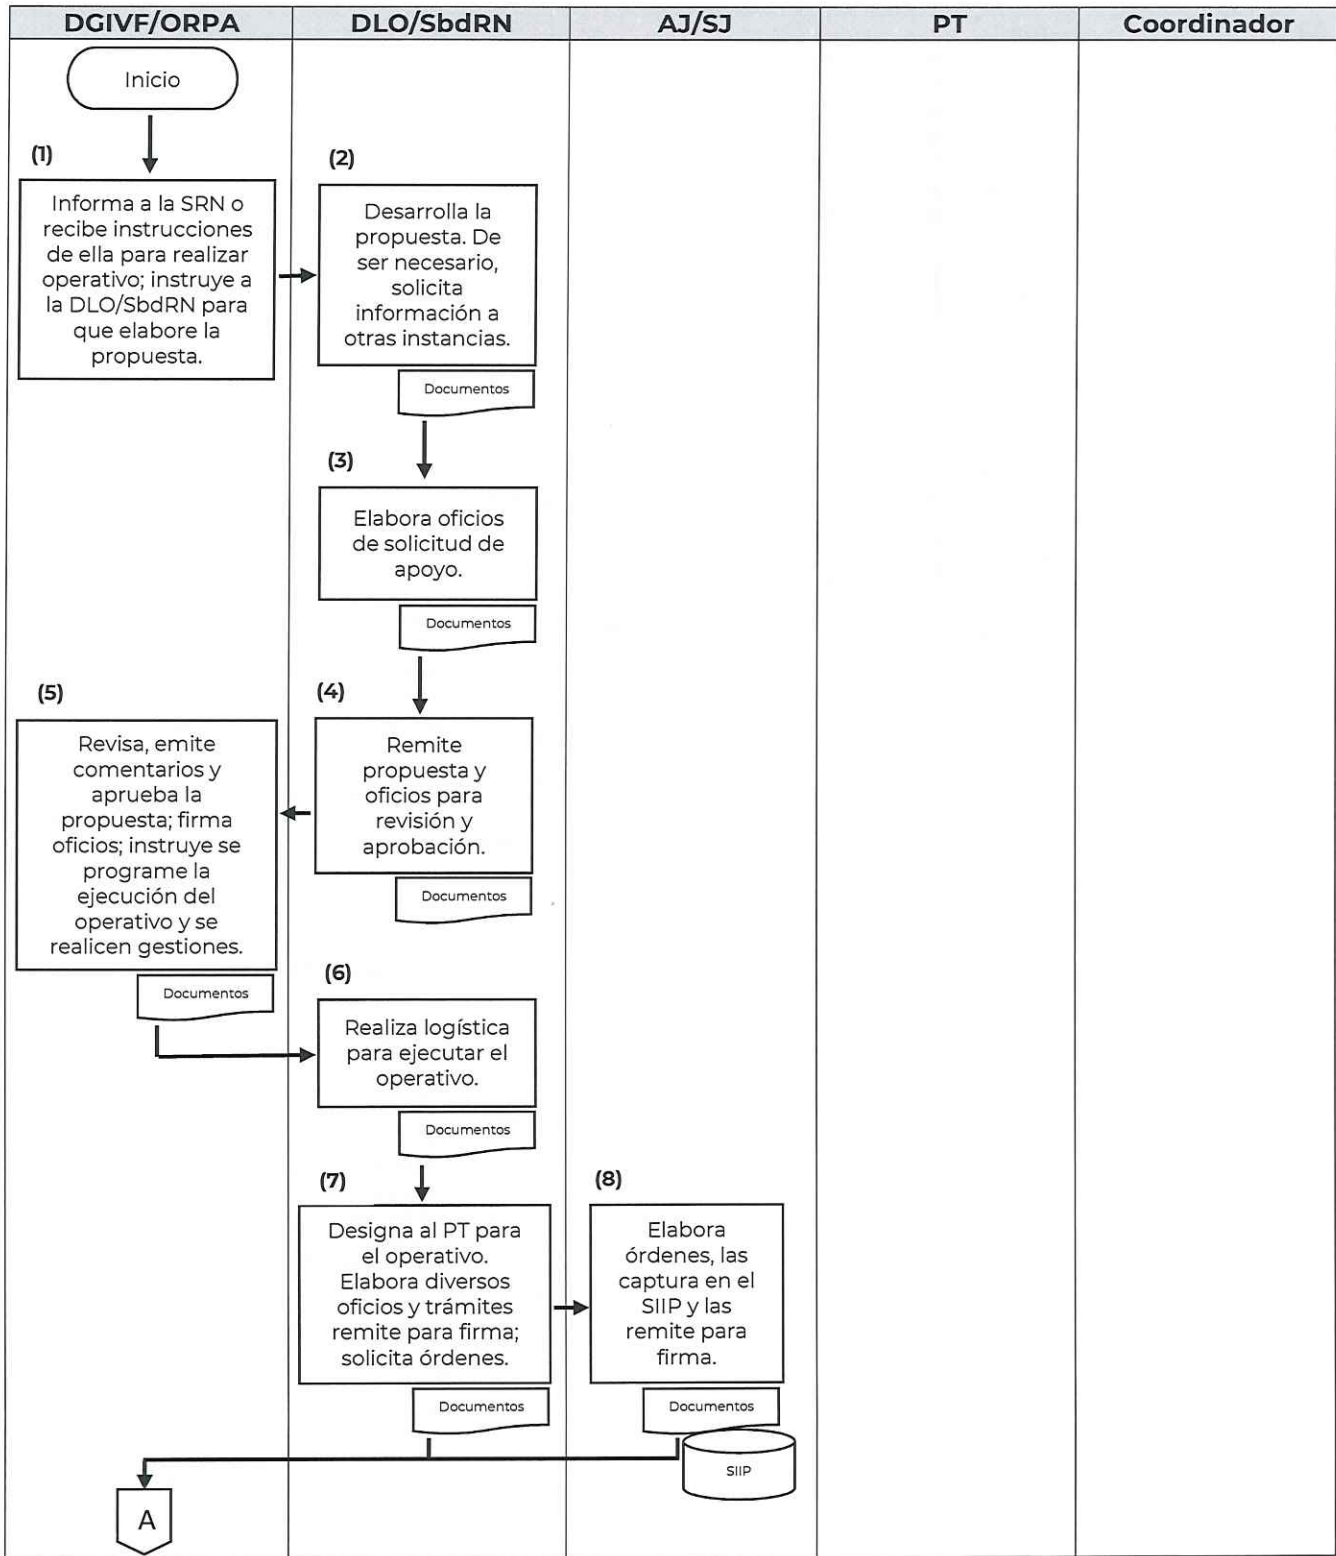 DGIVF/ORPA
DLO/SbdRN
AJ/SJ
PT
Coordinador
Inicio
(1)
Informa a la SRN o
recibe instrucciones
de ella para realizar
operativo; instruye a
la DLO/SbdRN para
que elabore la
propuesta.
(2)
Desarrolla la
propuesta. De
ser necesario,
solicita
información a
otras instancias.
Documentos
(3)
Elabora oficios
de solicitud de
apoyo.
Documentos
(4)
Remite
propuesta y
oficios para
revisión y
aprobación.
Documentos
(5)
Revisa, emite
comentarios y
aprueba la
propuesta; firma
oficios; instruye se
programe la
ejecución del
operativo y se
realicen gestiones.
Documentos
(6)
Realiza logística
para ejecutar el
operativo.
Documentos
(7)
Designa al PT para
el operativo.
Elabora diversos
oficios y trámites
remite para firma;
solicita órdenes.
Documentos
(8)
Elabora
órdenes, las
captura en el
SIIP y las
remite para
firma.
Documentos
SIIP
A